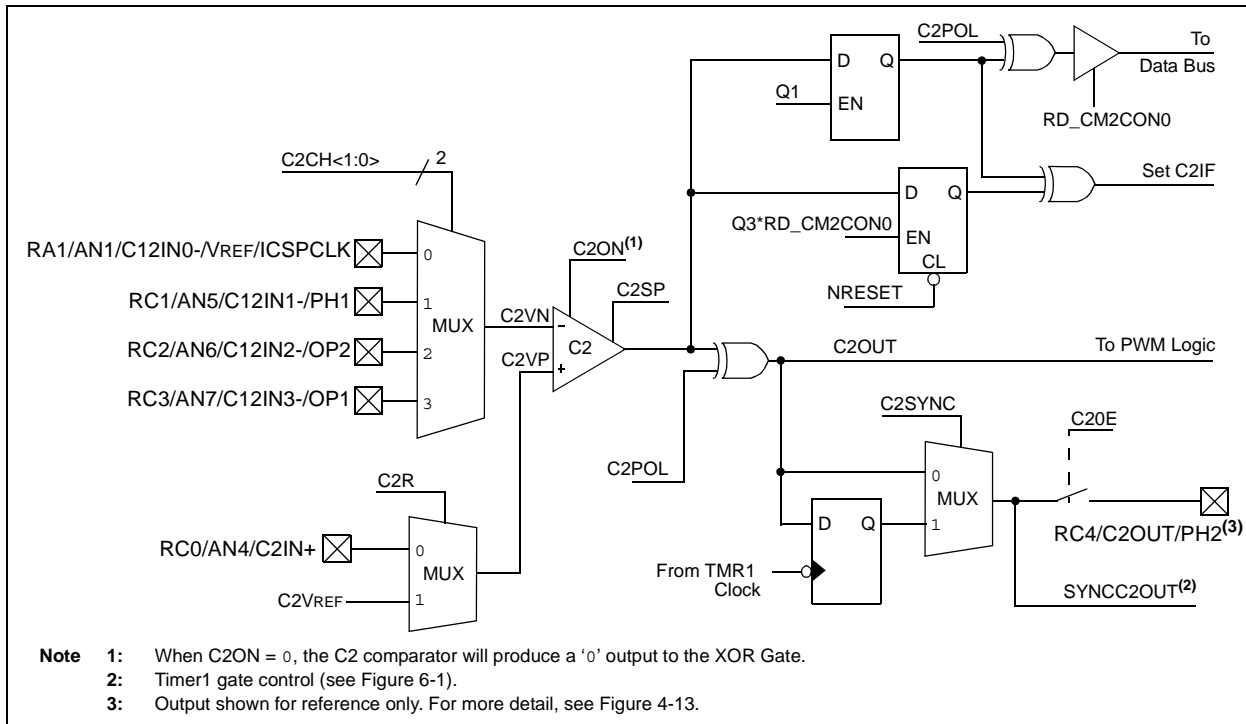 C2POL
To
Data Bus
D
Q
Q1
EN
RD_CM2CON0
C2CH<1:0>
2
D
Q
Set C2IF
Q3*RD_CM2CON0
EN
CL
NRESET
RA1/AN1/C12IN0-/VREF/ICSPCLK
0
RC1/AN5/C12IN1-/PH1
1
MUX
RC2/AN6/C12IN2-/OP2
2
RC3/AN7/C12IN3-/OP1
3
C2ON(1)
C2SP
C2VN
–
C2
C2VP
+
C2OUT
To PWM Logic
C2POL
C2SYNC
C20E
0
MUX
1
D
Q
From TMR1
Clock
RC4/C2OUT/PH2(3)
SYNCC2OUT(2)
C2R
RC0/AN4/C2IN+
0
MUX
C2VREF
1
Note 1: When C2ON = 0, the C2 comparator will produce a ‘0’ output to the XOR Gate.
2: Timer1 gate control (see Figure 6-1).
3: Output shown for reference only. For more detail, see Figure 4-13.